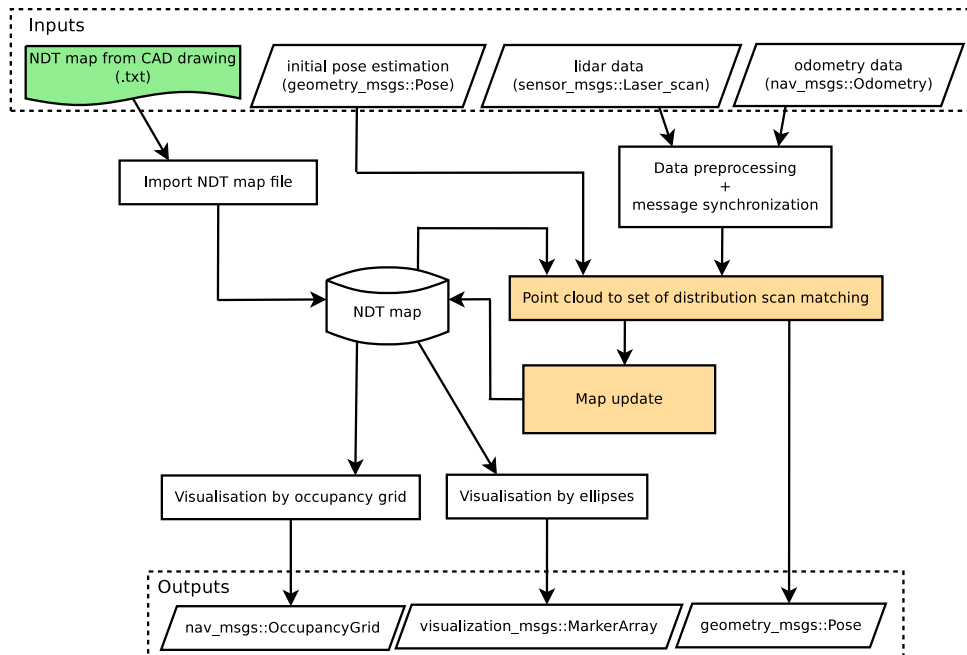 Inputs
NDT map from CAD drawing
(.txt)
initial pose estimation
(geometry_msgs::Pose)
lidar data
(sensor_msgs::Laser_scan)
odometry data
(nav_msgs::Odometry)
Import NDT map file
Data preprocessing
+
message synchronization
NDT map
Point cloud to set of distribution scan matching
Map update
Visualisation by occupancy grid
Visualisation by ellipses
Outputs
nav_msgs::OccupancyGrid
visualization_msgs::MarkerArray
geometry_msgs::Pose